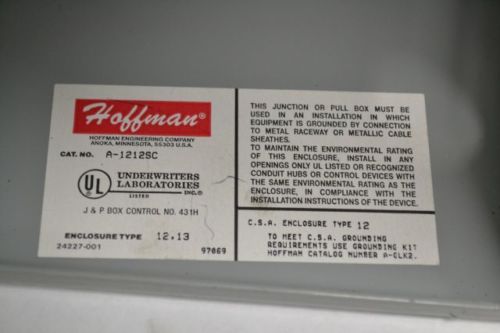 Hoffman®
HOFFMAN ENGINEERING COMPANY
ANOKA, MINNESOTA, 55303 U.S.A.
CAT. NO. A-1212SC
UL
UNDERWRITERS
LABORATORIES
INC.®
LISTED
J & P BOX CONTROL NO. 431H
ENCLOSURE TYPE 12,13
24227-001
97069
THIS JUNCTION OR PULL BOX MUST BE
USED IN AN INSTALLATION IN WHICH
EQUIPMENT IS GROUNDED BY CONNECTION
TO METAL RACEWAY OR METALLIC CABLE
SHEATHES.
TO MAINTAIN THE ENVIRONMENTAL RATING
OF THIS ENCLOSURE, INSTALL IN ANY
OPENINGS ONLY UL LISTED OR RECOGNIZED
CONDUIT HUBS OR CONTROL DEVICES WITH
THE SAME ENVIRONMENTAL RATING AS THE
ENCLOSURE, IN COMPLIANCE WITH THE
INSTALLATION INSTRUCTIONS OF THE DEVICE.
C.S.A. ENCLOSURE TYPE 12
TO MEET C.S.A. GROUNDING
REQUIREMENTS USE GROUNDING KIT
HOFFMAN CATALOG NUMBER A-GLK2.